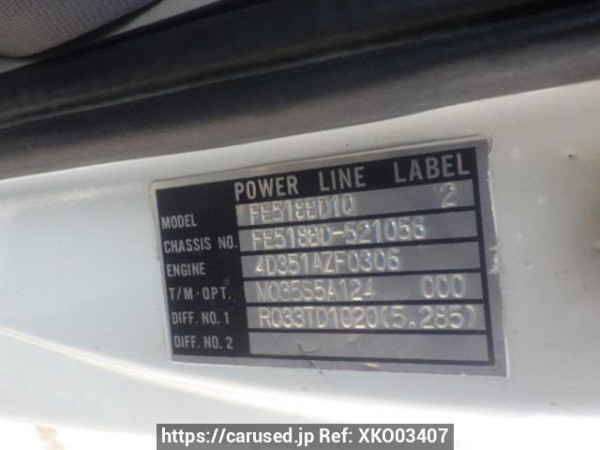 POWER LINE LABEL
MODEL FE518BD10 2
CHASSIS NO. FE518BD-521056
ENGINE 4D351AZF0306
T/M·OPT. M035S5A124 000
DIFF. NO. 1 R033TD1020(5.285)
DIFF. NO. 2
https://carused.jp Ref: XKO03407